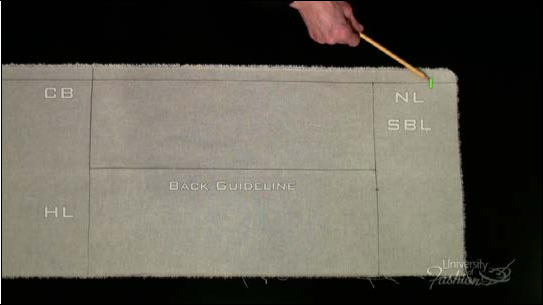 CB
NL
SBL
Back Guideline
HL
University
of
Fashion